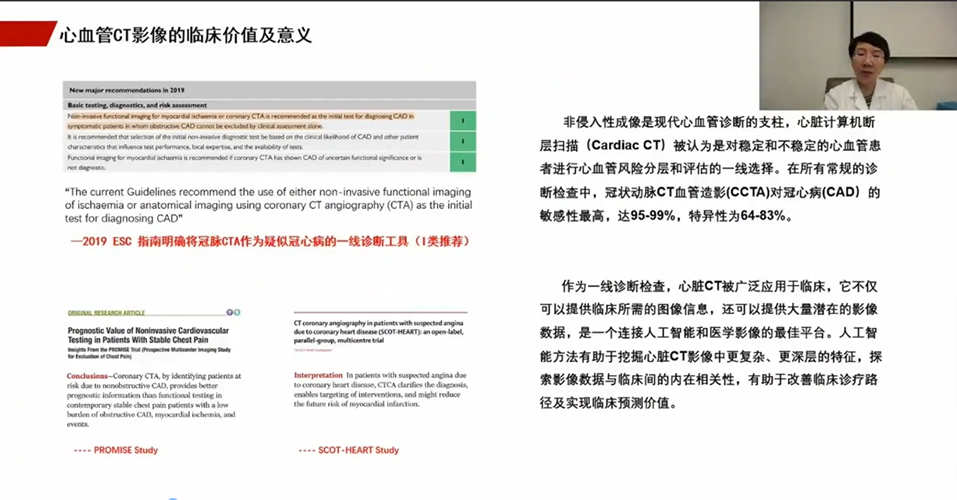 心血管CT影像的临床价值及意义
New major recommendations in 2019
Basic testing, diagnostics, and risk assessment
Non-invasive functional imaging for myocardial ischaemia or coronary CTA is recommended as the initial test for diagnosing CAD in
symptomatic patients in whom obstructive CAD cannot be excluded by clinical assessment alone.
I
It is recommended that selection of the initial non-invasive diagnostic test be based on the clinical likelihood of CAD and other patient
characteristics that influence test performance, local expertise, and the availability of tests.
I
Functional imaging for myocardial ischaemia is recommended if coronary CTA has shown CAD of uncertain functional significance or is
not diagnostic.
I
"The current Guidelines recommend the use of either non-invasive functional imaging
of ischaemia or anatomical imaging using coronary CT angiography (CTA) as the initial
test for diagnosing CAD"
—2019 ESC 指南明确将冠脉CTA作为疑似冠心病的一线诊断工具（I类推荐）
ORIGINAL RESEARCH ARTICLE
Prognostic Value of Noninvasive Cardiovascular
Testing in Patients With Stable Chest Pain
Insights From the PROMISE Trial (Prospective Multicenter Imaging Study
for Evaluation of Chest Pain)
Conclusions—Coronary CTA, by identifying patients at
risk due to nonobstructive CAD, provides better
prognostic information than functional testing in
contemporary stable chest pain patients with a low
burden of obstructive CAD, myocardial ischemia, and
events.
---- PROMISE Study
CT coronary angiography in patients with suspected angina
due to coronary heart disease (SCOT-HEART): an open-label,
parallel-group, multicentre trial
Interpretation In patients with suspected angina due
to coronary heart disease, CTCA clarifies the diagnosis,
enables targeting of interventions, and might reduce
the future risk of myocardial infarction.
---- SCOT-HEART Study
非侵入性成像是现代心血管诊断的支柱，心脏计算机断
层扫描（Cardiac CT）被认为是对稳定和不稳定的心血管患
者进行心血管风险分层和评估的一线选择。在所有常规的诊
断检查中，冠状动脉CT血管造影(CCTA)对冠心病(CAD）的
敏感性最高，达95-99%，特异性为64-83%。
作为一线诊断检查，心脏CT被广泛应用于临床，它不仅
可以提供临床所需的图像信息，还可以提供大量潜在的影像
数据，是一个连接人工智能和医学影像的最佳平台。人工智
能方法有助于挖掘心脏CT影像中更复杂、更深层的特征，探
索影像数据与临床间的内在相关性，有助于改善临床诊疗路
径及实现临床预测价值。